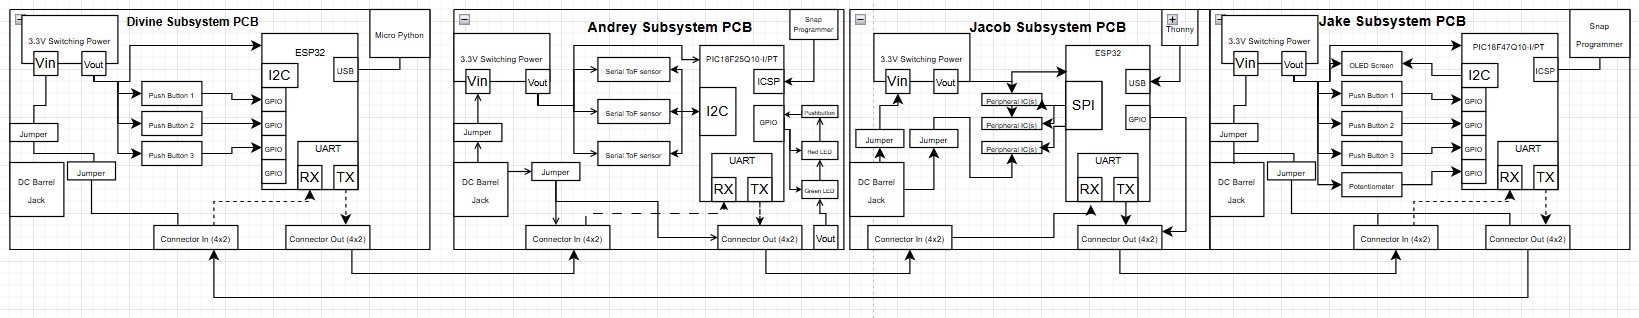 Divine Subsystem PCB
3.3V Switching Power
Vin
Vout
ESP32
Micro Python
USB
I2C
Push Button 1
GPIO
Push Button 2
GPIO
Push Button 3
GPIO
GPIO
Jumper
UART
RX
TX
DC Barrel
Jack
Jumper
Connector In (4x2)
Connector Out (4x2)
Andrey Subsystem PCB
Snap
Programmer
3.3V Switching Power
Vin
Vout
PIC18F25Q10-I/PT
Serial ToF sensor
ICSP
Serial ToF sensor
I2C
GPIO
Pushbutton
Serial ToF sensor
Red LED
Jumper
UART
RX
TX
Green LED
DC Barrel
Jack
Jumper
Connector In (4x2)
Connector Out (4x2)
Vout
Jacob Subsystem PCB
Thonny
3.3V Switching Power
Vin
Vout
ESP32
USB
Peripheral IC(s)
SPI
Peripheral IC(s)
GPIO
Peripheral IC(s)
Jumper
Jumper
UART
RX
TX
DC Barrel
Jack
Connector In (4x2)
Connector Out (4x2)
Jake Subsystem PCB
Snap
Programmer
3.3V Switching Power
Vin
Vout
PIC18F47Q10-I/PT
OLED Screen
I2C
ICSP
Push Button 1
GPIO
Push Button 2
GPIO
Push Button 3
GPIO
Potentiometer
GPIO
Jumper
UART
RX
TX
DC Barrel
Jack
Jumper
Connector In (4x2)
Connector Out (4x2)